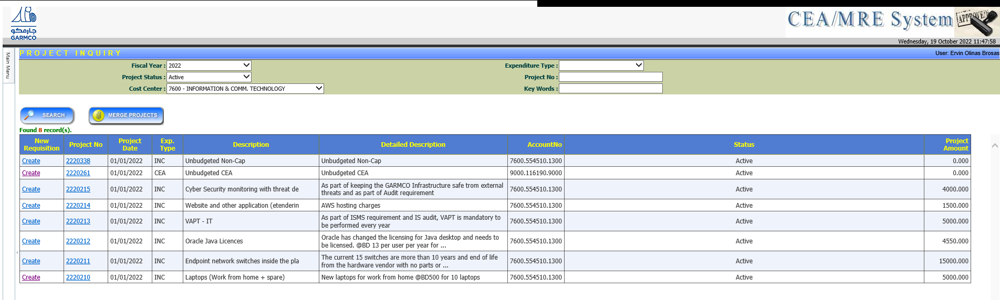 جارمكو
GARMCO
CEA/MRE System
APPROVED
Wednesday, 19 October 2022 11:47:58
Main Menu
PROJECT INQUIRY
User: Ervin Olinas Brosas
Fiscal Year : 2022
Expenditure Type :
Project Status : Active
Project No :
Cost Center : 7600 - INFORMATION & COMM. TECHNOLOGY
Key Words :
SEARCH
MERGE PROJECTS
Found 8 record(s).
New Requisition Project No Project Date Exp. Type Description Detailed Description AccountNo Status Project Amount
Create 2220338 01/01/2022 INC Unbudgeted Non-Cap Unbudgeted Non-Cap 7600.554510.1300 Active 0.000
Create 2220261 01/01/2022 CEA Unbudgeted CEA Unbudgeted CEA 9000.116190.9000 Active 0.000
Create 2220215 01/01/2022 INC Cyber Security monitoring with threat de As part of keeping the GARMCO Infrastructure safe trom external threats and as part of Audit requirement 7600.554510.1300 Active 4000.000
Create 2220214 01/01/2022 INC Website and other application (etenderin AWS hosting charges 7600.554510.1300 Active 1500.000
Create 2220213 01/01/2022 INC VAPT - IT As part of ISMS requirement and IS audit, VAPT is mandatory to be performed every year 7600.554510.1300 Active 5000.000
Create 2220212 01/01/2022 INC Oracle Java Licences Oracle has changed the licensing for Java desktop and needs to be licensed. @BD 13 per user per year for ... 7600.554510.1300 Active 4550.000
Create 2220211 01/01/2022 INC Endpoint network switches inside the pla The current 15 switches are more than 10 years and end of life from the hardware vendor with no parts or ... 7600.554510.1300 Active 15000.000
Create 2220210 01/01/2022 INC Laptops (Work from home + spare) New laptops for work from home @BD500 for 10 laptops 7600.554510.1300 Active 5000.000